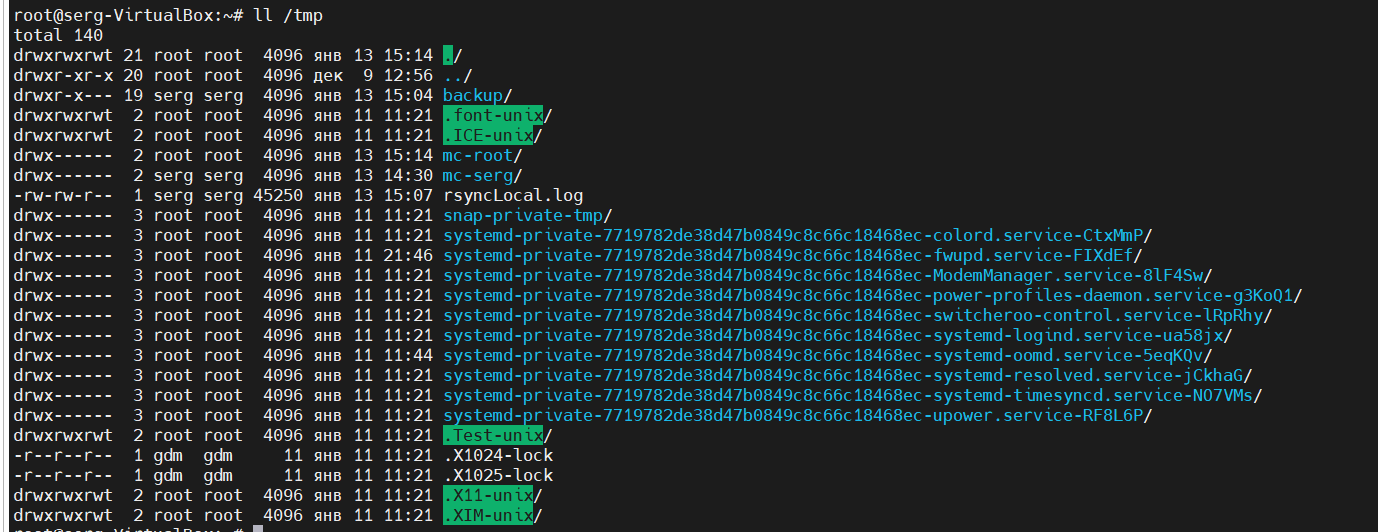 root@serg-VirtualBox:~# ll /tmp
total 140
drwxrwxrwt 21 root root  4096 янв 13 15:14 ./
drwxr-xr-x 20 root root  4096 дек  9 12:56 ../
drwxr-x--- 19 serg serg  4096 янв 13 15:04 backup/
drwxrwxrwt  2 root root  4096 янв 11 11:21 .font-unix/
drwxrwxrwt  2 root root  4096 янв 11 11:21 .ICE-unix/
drwx------  2 root root  4096 янв 13 15:14 mc-root/
drwx------  2 serg serg  4096 янв 13 14:30 mc-serg/
-rw-rw-r--  1 serg serg 45250 янв 13 15:07 rsyncLocal.log
drwx------  3 root root  4096 янв 11 11:21 snap-private-tmp/
drwx------  3 root root  4096 янв 11 11:21 systemd-private-7719782de38d47b0849c8c66c18468ec-colord.service-CtxMmP/
drwx------  3 root root  4096 янв 11 21:46 systemd-private-7719782de38d47b0849c8c66c18468ec-fwupd.service-FIXdEf/
drwx------  3 root root  4096 янв 11 11:21 systemd-private-7719782de38d47b0849c8c66c18468ec-ModemManager.service-8lF4Sw/
drwx------  3 root root  4096 янв 11 11:21 systemd-private-7719782de38d47b0849c8c66c18468ec-power-profiles-daemon.service-g3KoQ1/
drwx------  3 root root  4096 янв 11 11:21 systemd-private-7719782de38d47b0849c8c66c18468ec-switcheroo-control.service-lRpRhy/
drwx------  3 root root  4096 янв 11 11:21 systemd-private-7719782de38d47b0849c8c66c18468ec-systemd-logind.service-ua58jx/
drwx------  3 root root  4096 янв 11 11:44 systemd-private-7719782de38d47b0849c8c66c18468ec-systemd-oomd.service-5eqKQv/
drwx------  3 root root  4096 янв 11 11:21 systemd-private-7719782de38d47b0849c8c66c18468ec-systemd-resolved.service-jCkhaG/
drwx------  3 root root  4096 янв 11 11:21 systemd-private-7719782de38d47b0849c8c66c18468ec-systemd-timesyncd.service-NO7VMs/
drwx------  3 root root  4096 янв 11 11:21 systemd-private-7719782de38d47b0849c8c66c18468ec-upower.service-RF8L6P/
drwxrwxrwt  2 root root  4096 янв 11 11:21 .Test-unix/
-r--r--r--  1 gdm  gdm     11 янв 11 11:21 .X1024-lock
-r--r--r--  1 gdm  gdm     11 янв 11 11:21 .X1025-lock
drwxrwxrwt  2 root root  4096 янв 11 11:21 .X11-unix/
drwxrwxrwt  2 root root  4096 янв 11 11:21 .XIM-unix/
root@serg-VirtualBox:~#